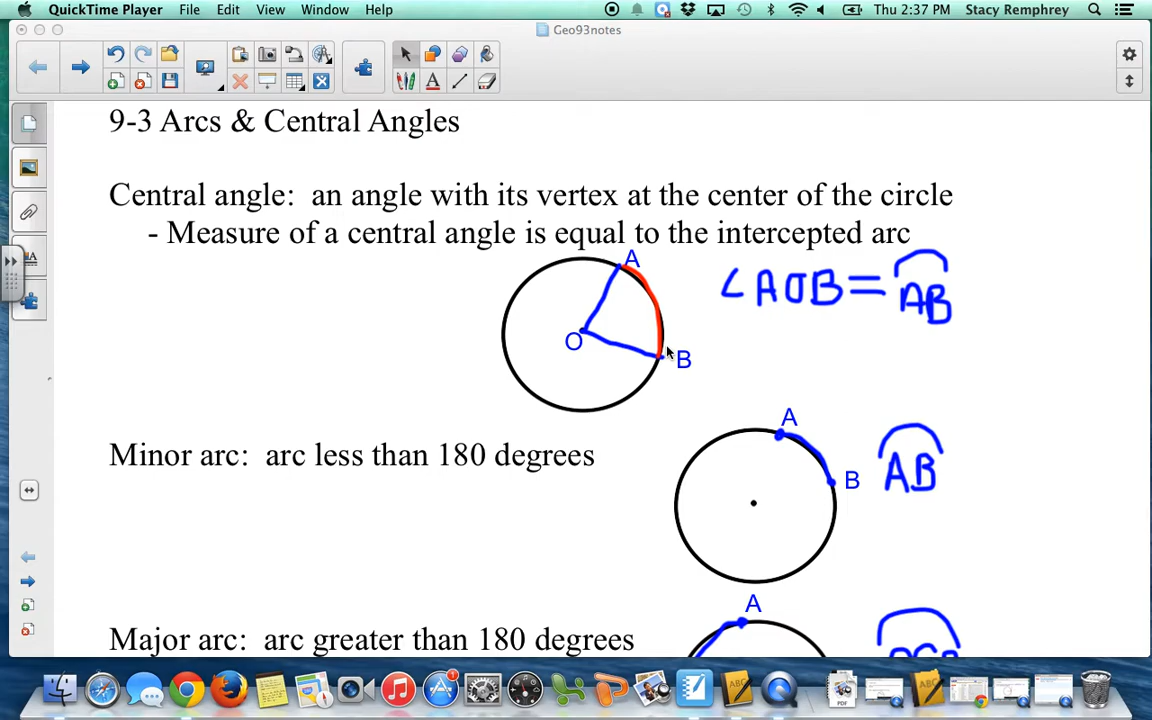 QuickTime Player File Edit View Window Help Thu 2:37 PM Stacy Remphrey
Geo93notes
9-3 Arcs & Central Angles
Central angle: an angle with its vertex at the center of the circle
- Measure of a central angle is equal to the intercepted arc
A
∠AOB = AB
O
B
A
Minor arc: arc less than 180 degrees
B
AB
A
Major arc: arc greater than 180 degrees